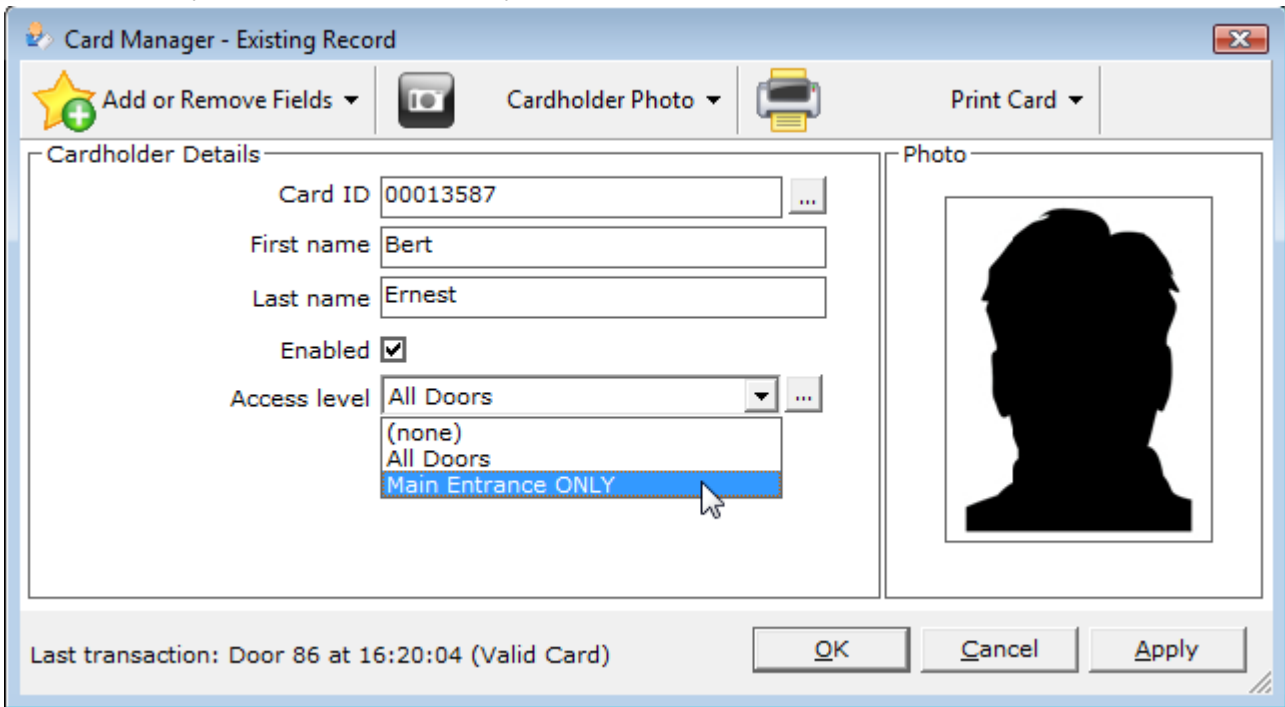 Card Manager - Existing Record
Add or Remove Fields
Cardholder Photo
Print Card
Cardholder Details
Card ID 00013587 ...
First name Bert
Last name Ernest
Enabled
Access level All Doors ...
(none)
All Doors
Main Entrance ONLY
Photo
Last transaction: Door 86 at 16:20:04 (Valid Card)
OK
Cancel
Apply